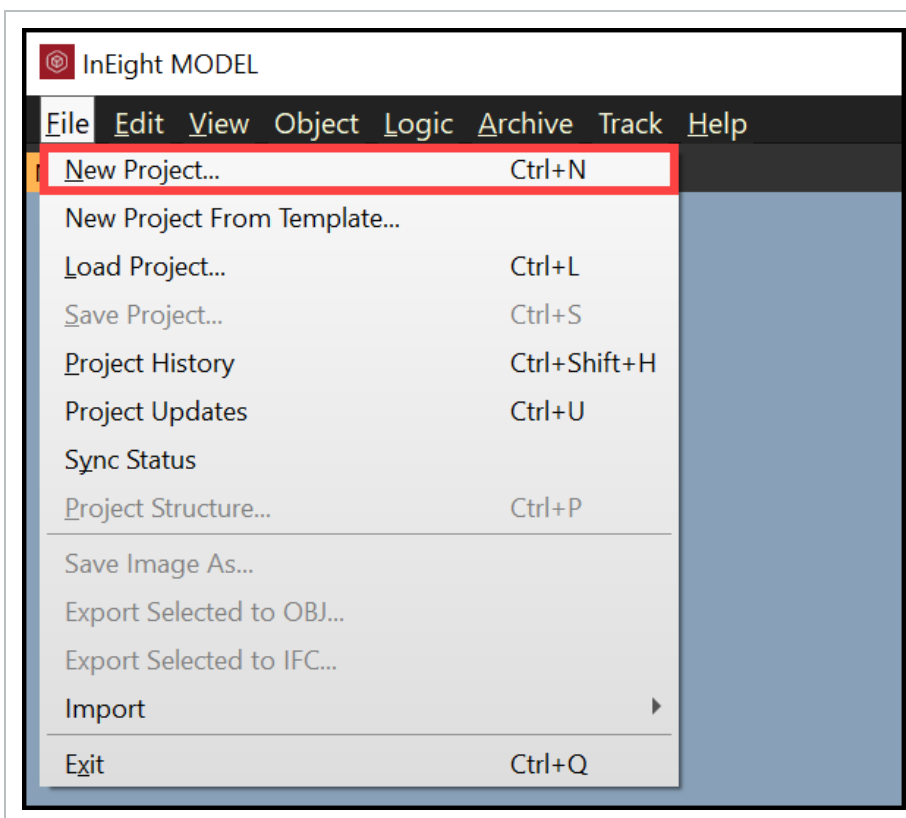 InEight MODEL
File Edit View Object Logic Archive Track Help
New Project... Ctrl+N
New Project From Template...
Load Project... Ctrl+L
Save Project... Ctrl+S
Project History Ctrl+Shift+H
Project Updates Ctrl+U
Sync Status
Project Structure... Ctrl+P
Save Image As...
Export Selected to OBJ...
Export Selected to IFC...
Import
Exit Ctrl+Q